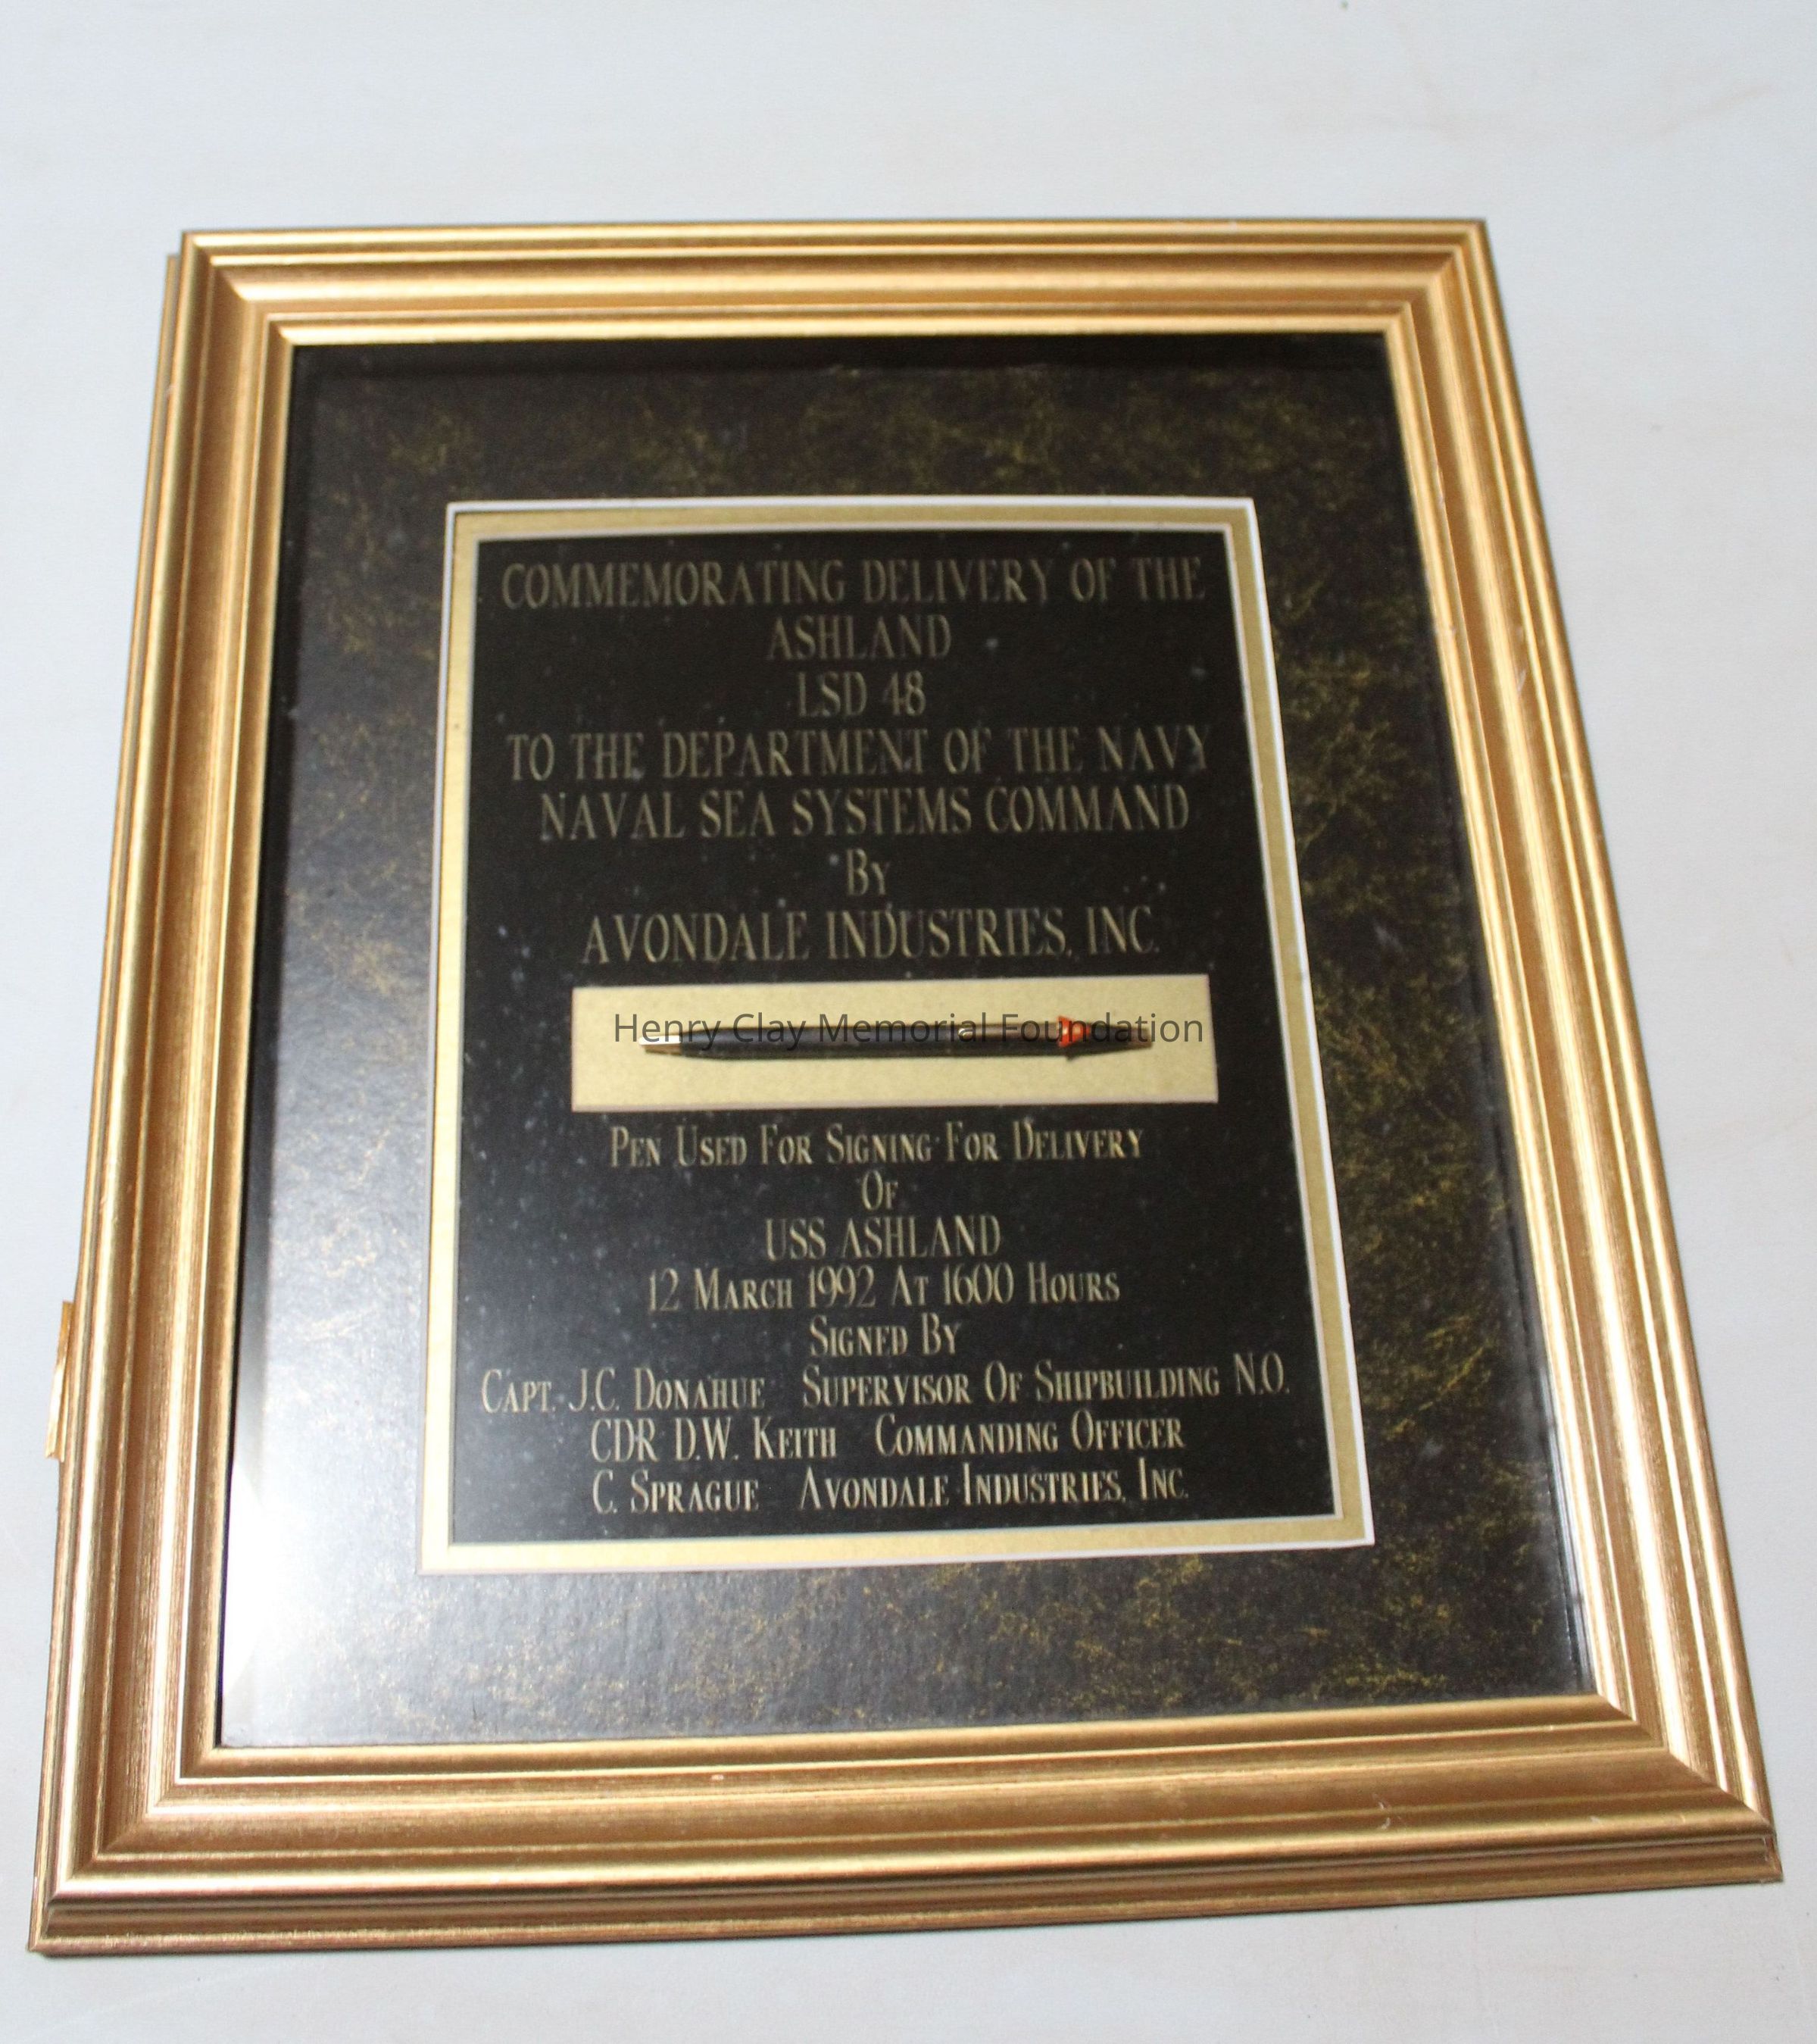 COMMEMORATING DELIVERY OF THE
ASHLAND
LSD 48
TO THE DEPARTMENT OF THE NAVY
NAVAL SEA SYSTEMS COMMAND
BY
AVONDALE INDUSTRIES, INC.
Henry Clay Memorial Foundation
PEN USED FOR SIGNING FOR DELIVERY
OF
USS ASHLAND
12 MARCH 1992 AT 1600 HOURS
SIGNED BY
CAPT. J.C. DONAHUE SUPERVISOR OF SHIPBUILDING N.O.
CDR D.W. KEITH COMMANDING OFFICER
C. SPRAGUE AVONDALE INDUSTRIES, INC.